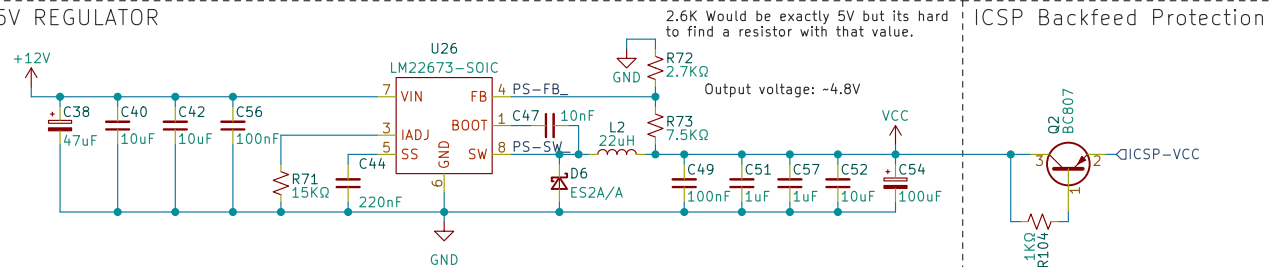 5V REGULATOR
2.6K Would be exactly 5V but its hard
to find a resistor with that value.
ICSP Backfeed Protection
+12V
U26
LM22673-SOIC
GND
R72
2.7KΩ
Output voltage: ~4.8V
7
VIN
FB
4
PS-FB_
C38
47uF
C40
10uF
C42
10uF
C56
100nF
3
IADJ
BOOT
1
C47
10nF
R73
7.5KΩ
L2
22uH
VCC
5
SS
GND
SW
8
PS-SW_
6
R71
15KΩ
C44
220nF
D6
ES2A/A
C49
100nF
C51
1uF
C57
1uF
C52
10uF
C54
100uF
Q2
BC807
3
2
1
ICSP-VCC
1KΩ
R104
GND